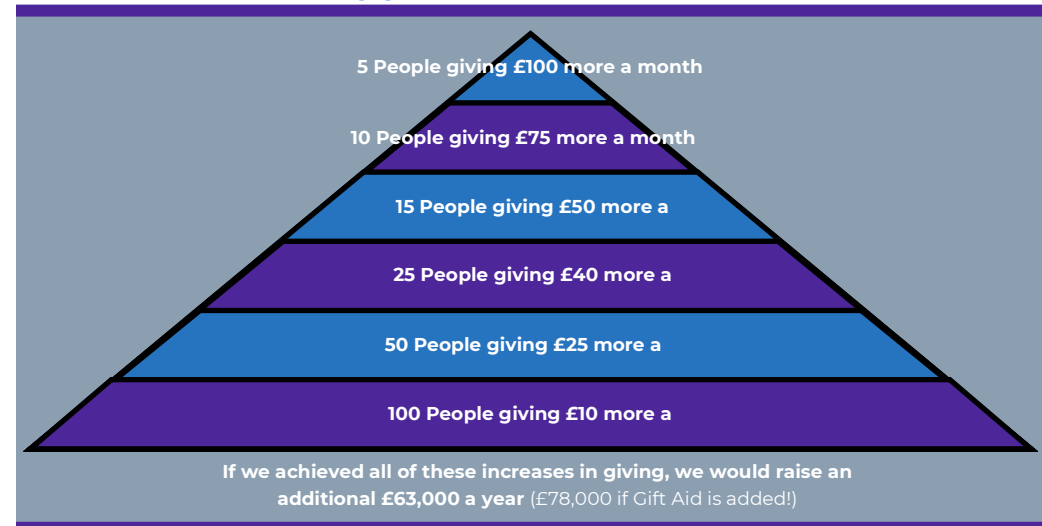 5 People giving £100 more a month
10 People giving £75 more a month
15 People giving £50 more a
25 People giving £40 more a
50 People giving £25 more a
100 People giving £10 more a
If we achieved all of these increases in giving, we would raise an
additional £63,000 a year (£78,000 if Gift Aid is added!)